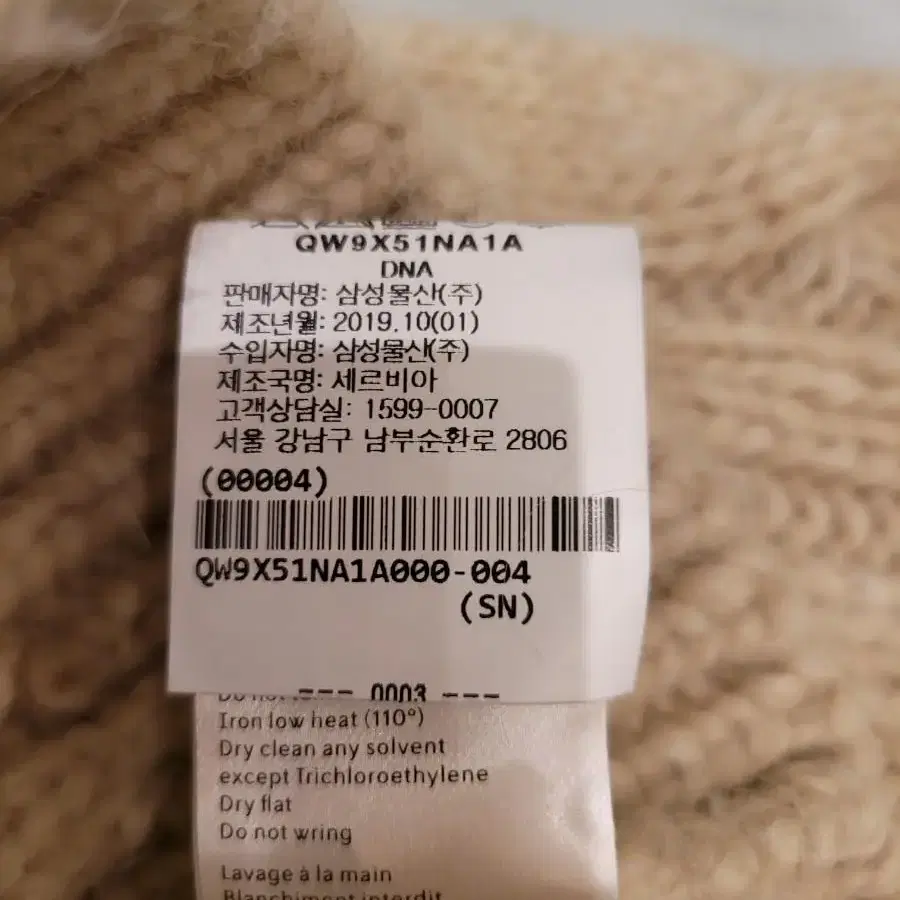 QW9X51NA1A
DNA
판매자명: 삼성물산(주)
제조년월: 2019.10(01)
수입자명: 삼성물산(주)
제조국명: 세르비아
고객상담실: 1599-0007
서울 강남구 남부순환로 2806
(00004)
QW9X51NA1A000-004
(SN)
--- 0003 ---
Iron low heat (110°)
Dry clean any solvent
except Trichloroethylene
Dry flat
Do not wring
Lavage à la main
Blanchiment interdit